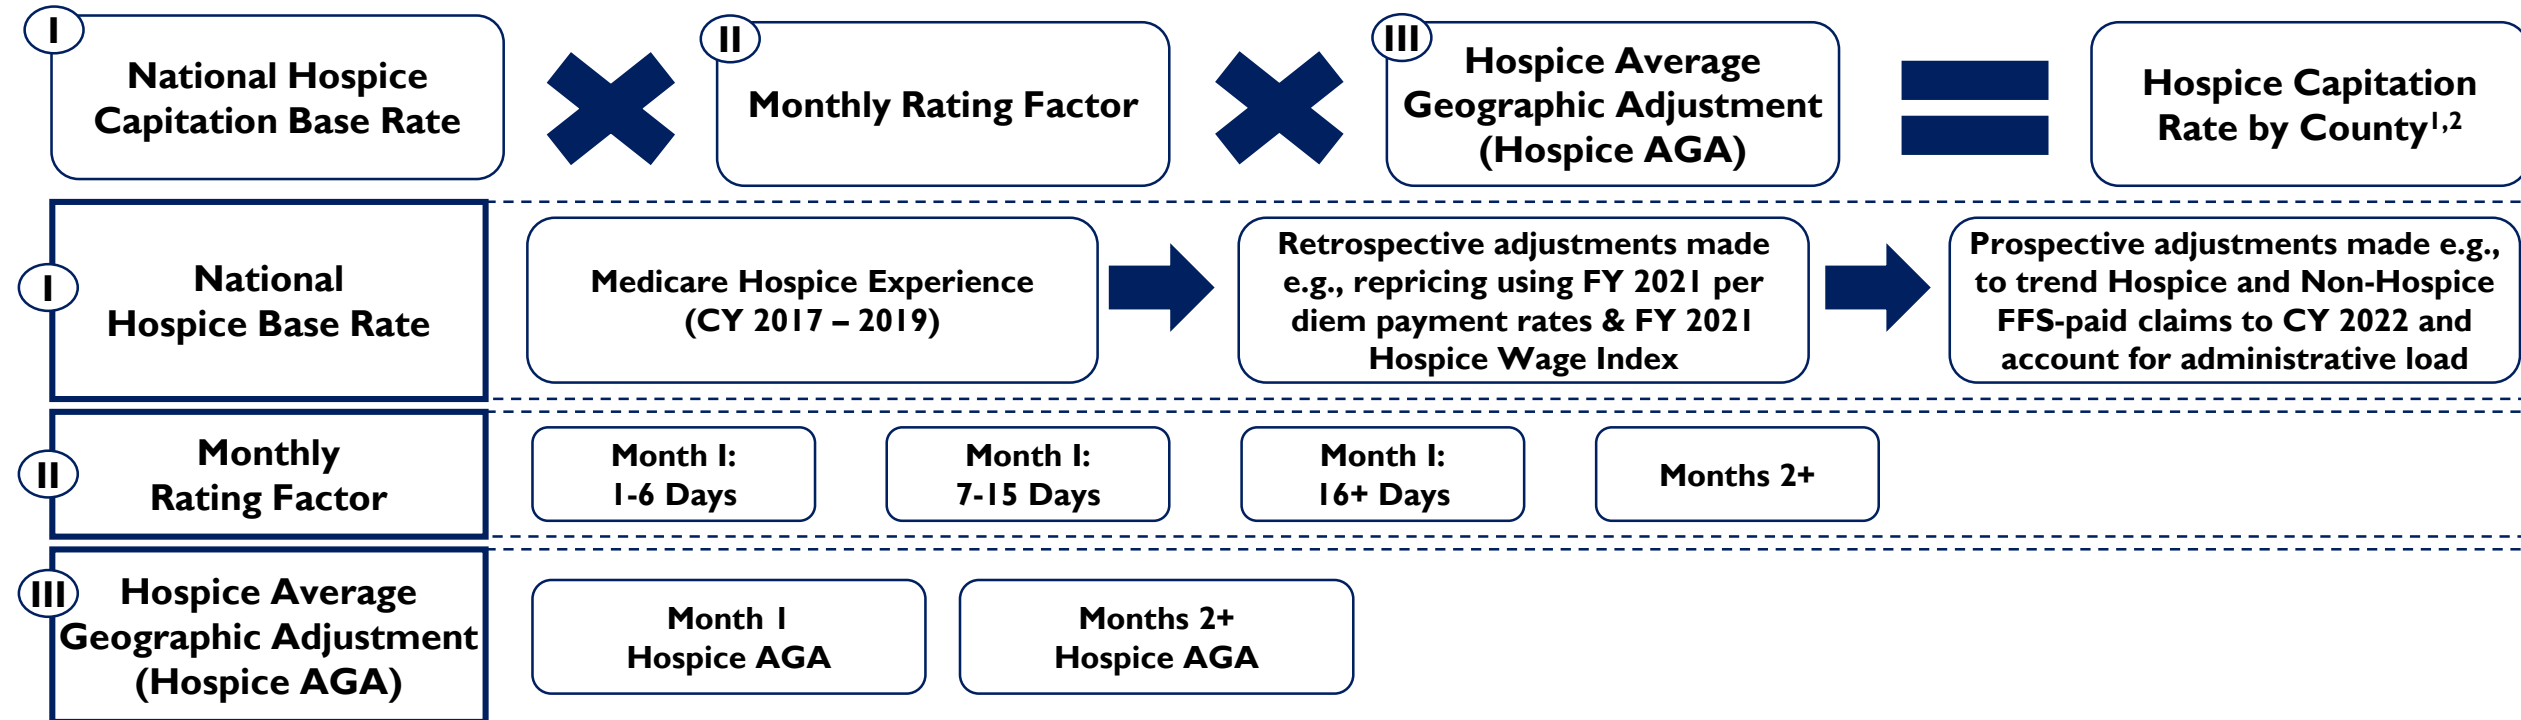 I
National Hospice
Capitation Base Rate
II
Monthly Rating Factor
III
Hospice Average
Geographic Adjustment
(Hospice AGA)
Hospice Capitation
Rate by County1,2
I
National
Hospice Base Rate
Medicare Hospice Experience
(CY 2017 – 2019)
Retrospective adjustments made
e.g., repricing using FY 2021 per
diem payment rates & FY 2021
Hospice Wage Index
Prospective adjustments made e.g.,
to trend Hospice and Non-Hospice
FFS-paid claims to CY 2022 and
account for administrative load
II
Monthly
Rating Factor
Month 1:
1-6 Days
Month 1:
7-15 Days
Month 1:
16+ Days
Months 2+
III
Hospice Average
Geographic Adjustment
(Hospice AGA)
Month 1
Hospice AGA
Months 2+
Hospice AGA